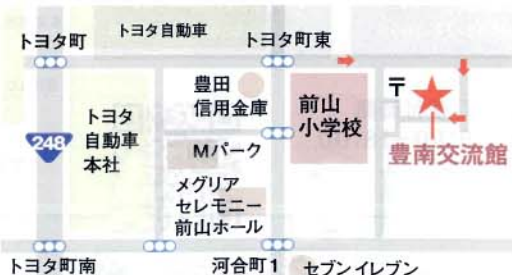 トヨタ町
トヨタ自動車
トヨタ町東
豊田
信用金庫
前山
小学校
〒
トヨタ
自動車
本社
248
Mパーク
豊南交流館
メグリア
セレモニー
前山ホール
トヨタ町南
河合町1
セブンイレブン